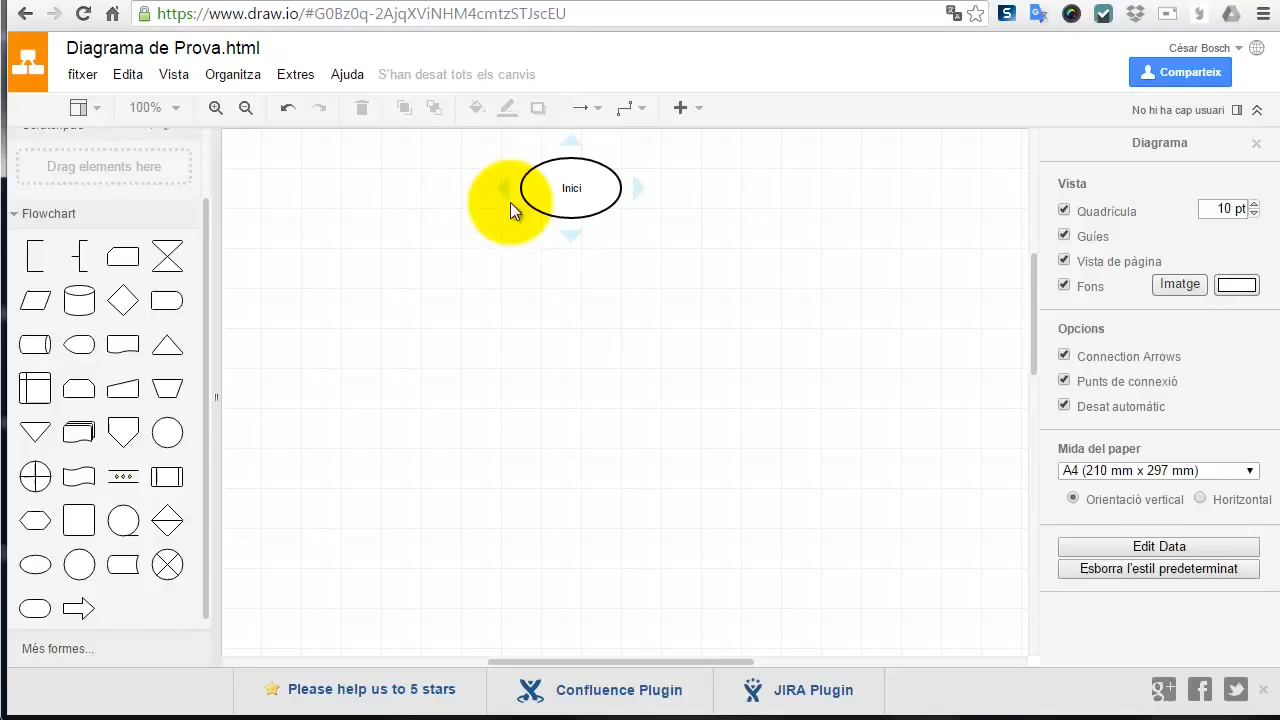 https://www.draw.io/#G0Bz0q-2AjqXViNHM4cmtzSTJscEU
Diagrama de Prova.html
César Bosch
fitxer Edita Vista Organitza Extres Ajuda S'han desat tots els canvis
Comparteix
100%
No hi ha cap usuari
Scratchpad
Drag elements here
Flowchart
Més formes...
Inici
Diagrama
Vista
Quadrícula 10 pt
Guíes
Vista de página
Fons Imatge
Opcions
Connection Arrows
Punts de connexió
Desat automàtic
Mida del paper
A4 (210 mm x 297 mm)
Orientaciò vertical Horitzontal
Edit Data
Esborra l'estil predeterminat
Please help us to 5 stars Confluence Plugin JIRA Plugin